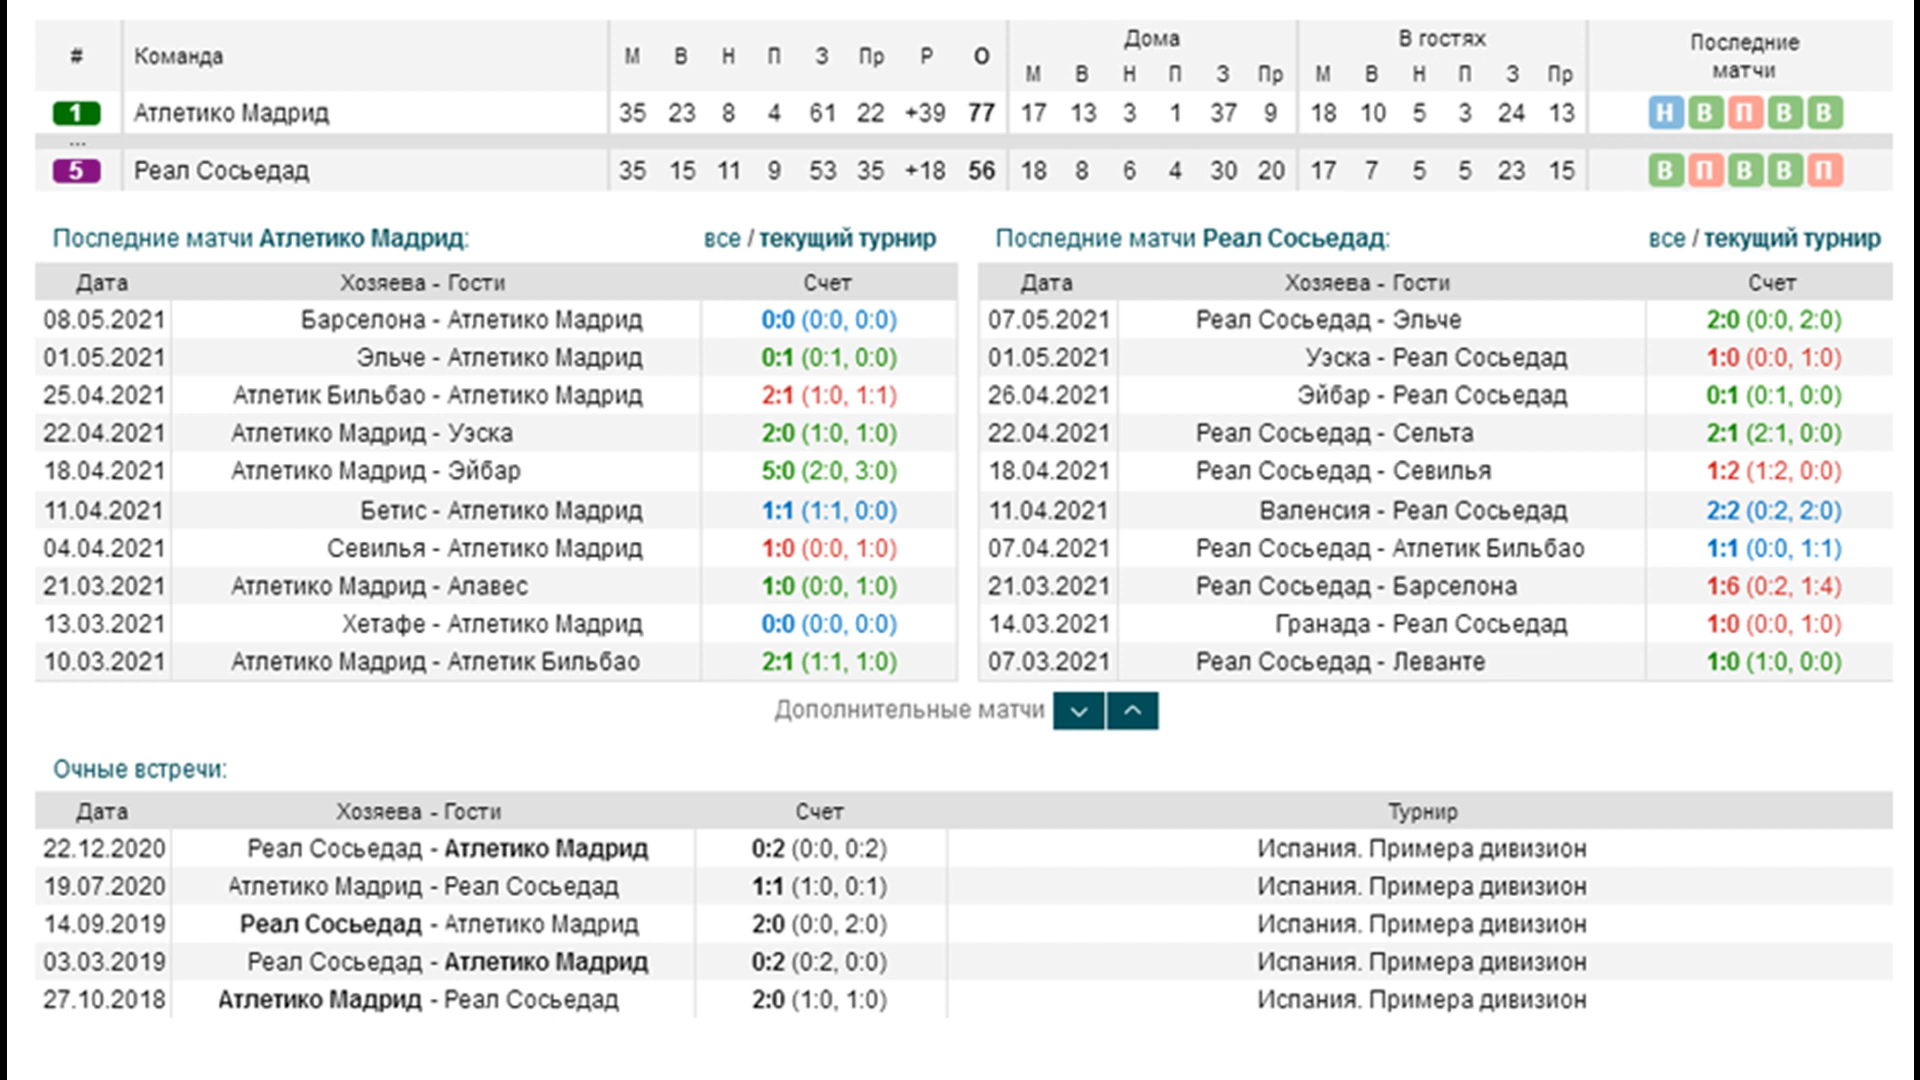 # Команда М В Н П З Пр Р О Дома М В Н П З Пр В гостях М В Н П З Пр Последние матчи
1 Атлетико Мадрид 35 23 8 4 61 22 +39 77 17 13 3 1 37 9 18 10 5 3 24 13 Н В П В В
...
5 Реал Сосьедад 35 15 11 9 53 35 +18 56 18 8 6 4 30 20 17 7 5 5 23 15 В П В В П
Последние матчи Атлетико Мадрид: все / текущий турнир
Дата Хозяева - Гости Счет
08.05.2021 Барселона - Атлетико Мадрид 0:0 (0:0, 0:0)
01.05.2021 Эльче - Атлетико Мадрид 0:1 (0:1, 0:0)
25.04.2021 Атлетик Бильбао - Атлетико Мадрид 2:1 (1:0, 1:1)
22.04.2021 Атлетико Мадрид - Уэска 2:0 (1:0, 1:0)
18.04.2021 Атлетико Мадрид - Эйбар 5:0 (2:0, 3:0)
11.04.2021 Бетис - Атлетико Мадрид 1:1 (1:1, 0:0)
04.04.2021 Севилья - Атлетико Мадрид 1:0 (0:0, 1:0)
21.03.2021 Атлетико Мадрид - Алавес 1:0 (0:0, 1:0)
13.03.2021 Хетафе - Атлетико Мадрид 0:0 (0:0, 0:0)
10.03.2021 Атлетико Мадрид - Атлетик Бильбао 2:1 (1:1, 1:0)
Последние матчи Реал Сосьедад: все / текущий турнир
Дата Хозяева - Гости Счет
07.05.2021 Реал Сосьедад - Эльче 2:0 (0:0, 2:0)
01.05.2021 Уэска - Реал Сосьедад 1:0 (0:0, 1:0)
26.04.2021 Эйбар - Реал Сосьедад 0:1 (0:1, 0:0)
22.04.2021 Реал Сосьедад - Сельта 2:1 (2:1, 0:0)
18.04.2021 Реал Сосьедад - Севилья 1:2 (1:2, 0:0)
11.04.2021 Валенсия - Реал Сосьедад 2:2 (0:2, 2:0)
07.04.2021 Реал Сосьедад - Атлетик Бильбао 1:1 (0:0, 1:1)
21.03.2021 Реал Сосьедад - Барселона 1:6 (0:2, 1:4)
14.03.2021 Гранада - Реал Сосьедад 1:0 (0:0, 1:0)
07.03.2021 Реал Сосьедад - Леванте 1:0 (1:0, 0:0)
Дополнительные матчи
Очные встречи:
Дата Хозяева - Гости Счет Турнир
22.12.2020 Реал Сосьедад - Атлетико Мадрид 0:2 (0:0, 0:2) Испания. Примера дивизион
19.07.2020 Атлетико Мадрид - Реал Сосьедад 1:1 (1:0, 0:1) Испания. Примера дивизион
14.09.2019 Реал Сосьедад - Атлетико Мадрид 2:0 (0:0, 2:0) Испания. Примера дивизион
03.03.2019 Реал Сосьедад - Атлетико Мадрид 0:2 (0:2, 0:0) Испания. Примера дивизион
27.10.2018 Атлетико Мадрид - Реал Сосьедад 2:0 (1:0, 1:0) Испания. Примера дивизион